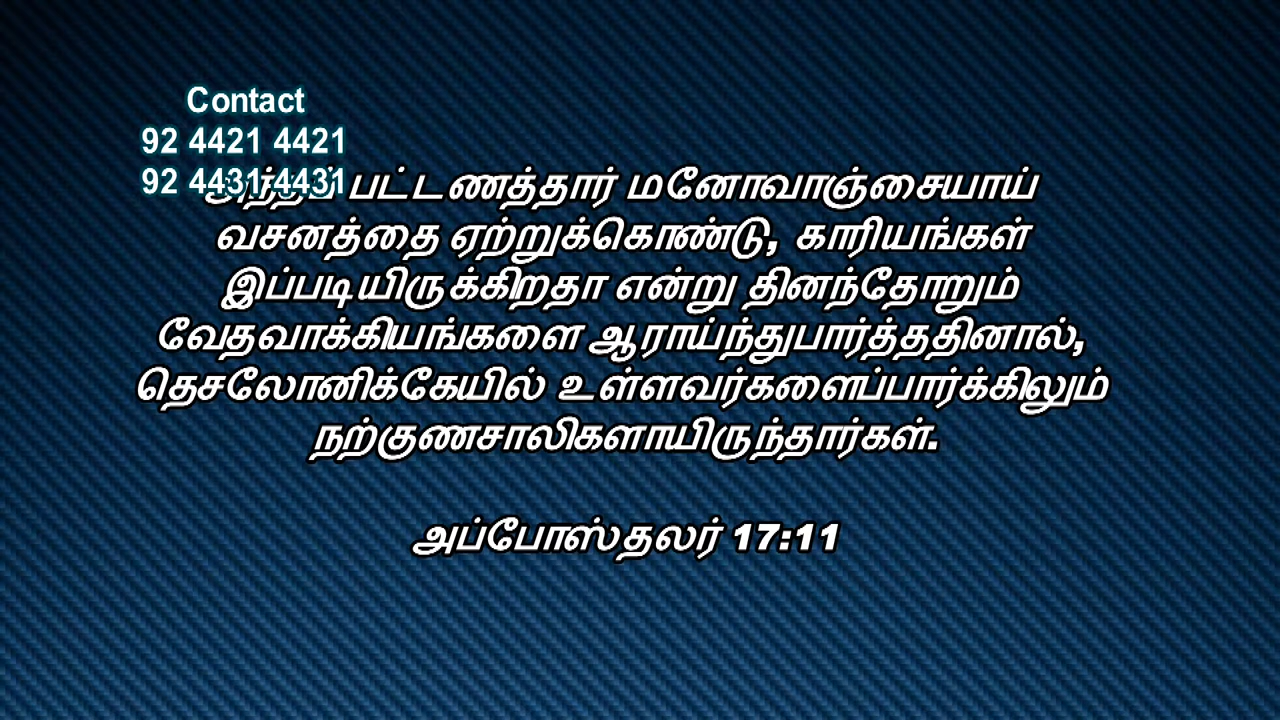 Contact
92 4421 4421
92 4431 4431
அந்தப் பட்டணத்தார் மனோவாஞ்சையாய்
வசனத்தை ஏற்றுக்கொண்டு, காரியங்கள்
இப்படியிருக்கிறதா என்று தினந்தோறும்
வேதவாக்கியங்களை ஆராய்ந்துபார்த்ததினால்,
தெசலோனிக்கேயில் உள்ளவர்களைப்பார்க்கிலும்
நற்குணசாலிகளாயிருந்தார்கள்.
அப்போஸ்தலர் 17:11